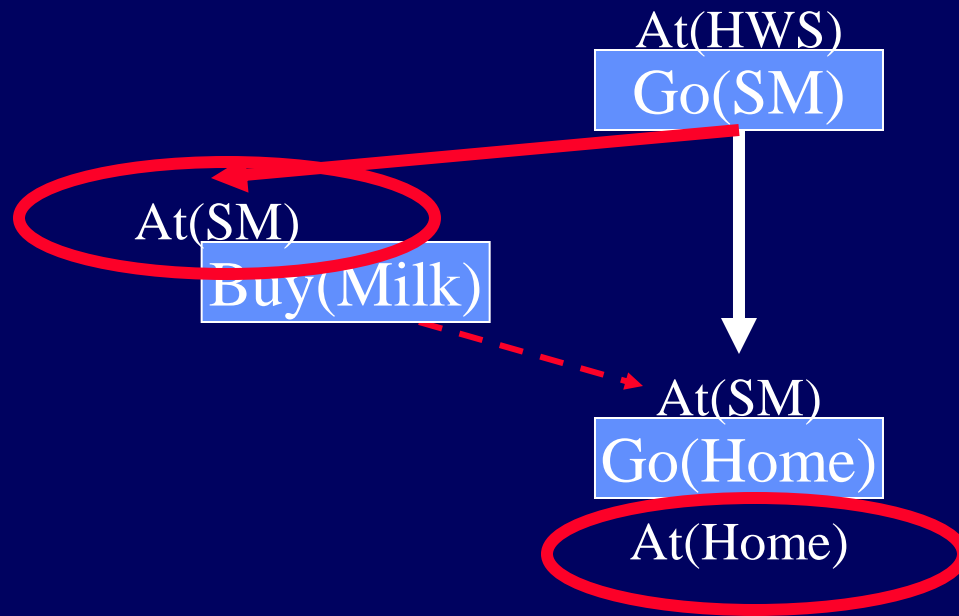 At(HWS)
Go(SM)
At(SM)
Buy(Milk)
At(SM)
Go(Home)
At(Home)